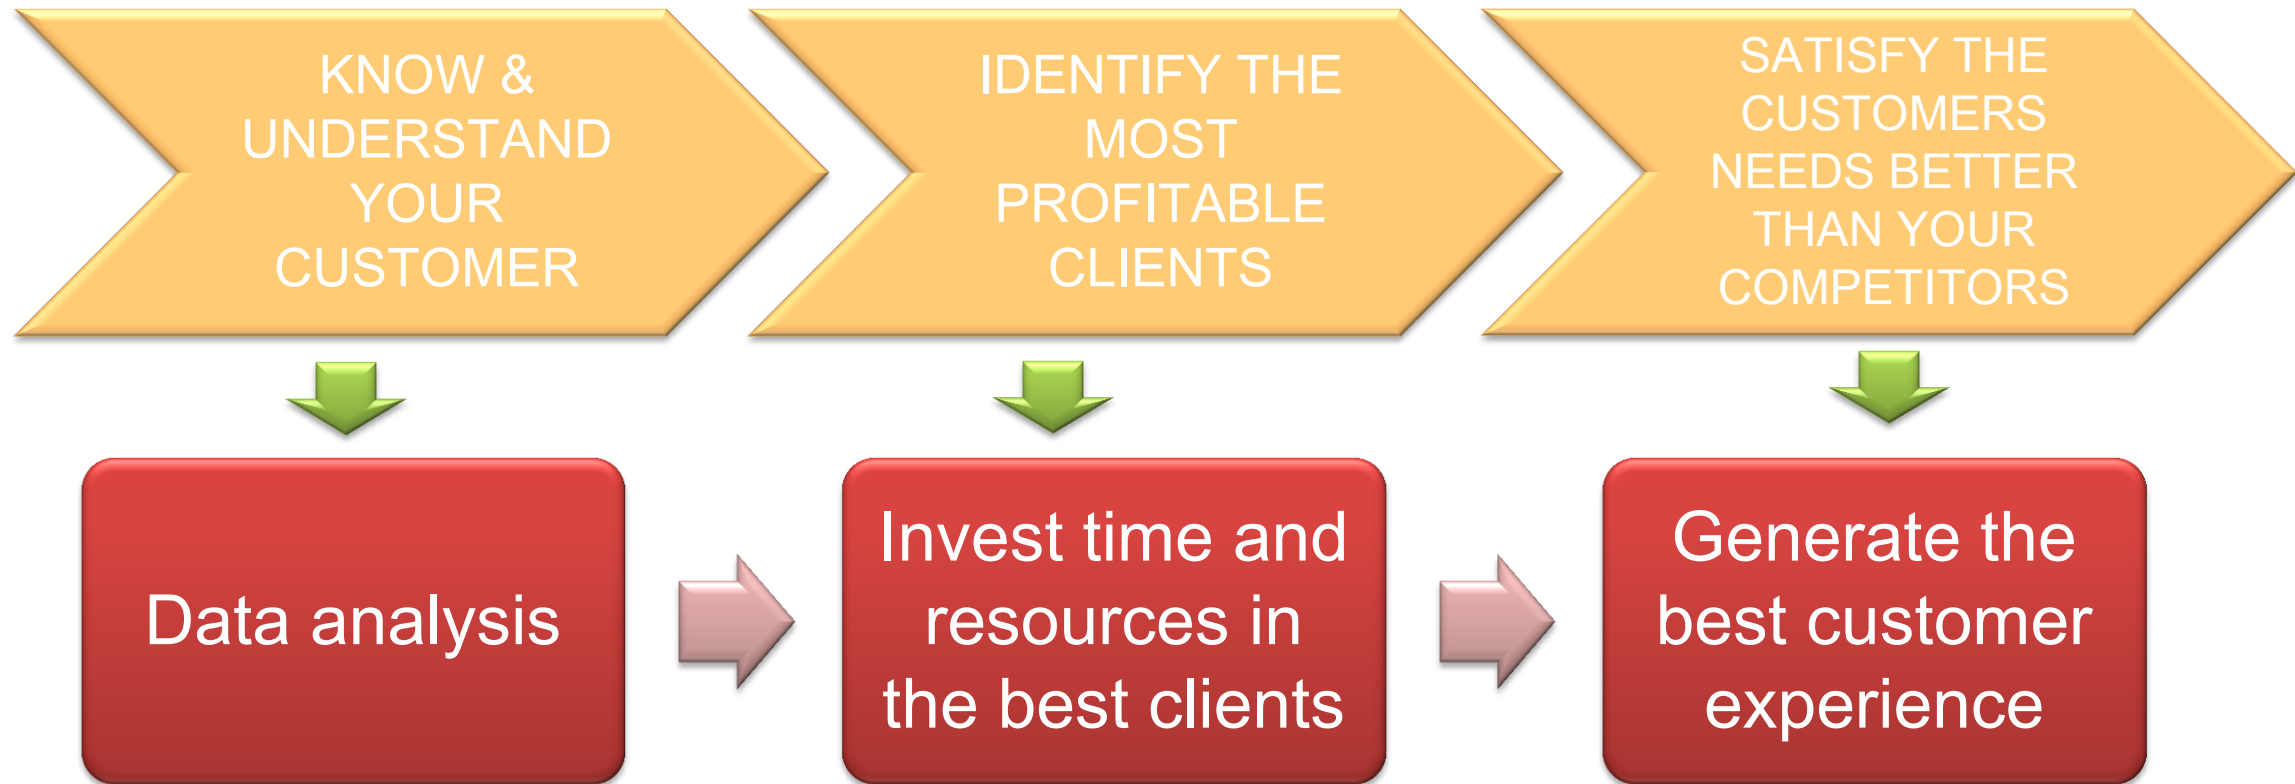 KNOW &
UNDERSTAND
YOUR
CUSTOMER
IDENTIFY THE
MOST
PROFITABLE
CLIENTS
SATISFY THE
CUSTOMERS
NEEDS BETTER
THAN YOUR
COMPETITORS
Data analysis
Invest time and
resources in
the best clients
Generate the
best customer
experience